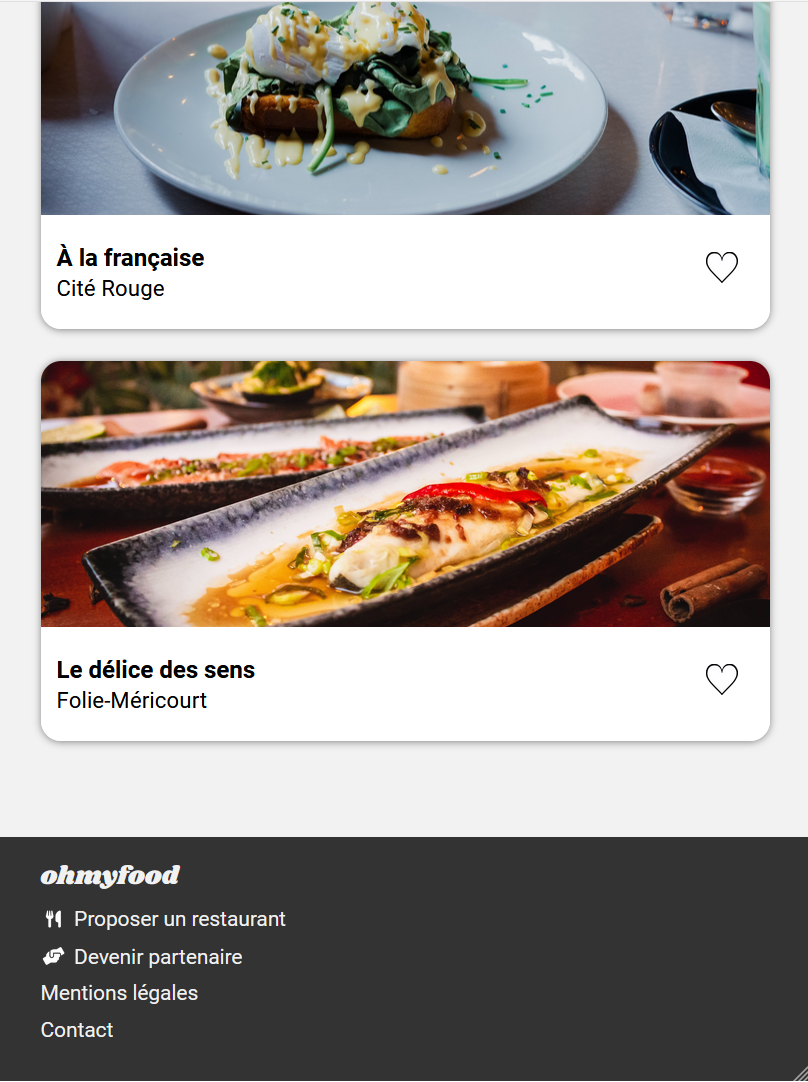 À la française
Cité Rouge
Le délice des sens
Folie-Méricourt
ohmyfood
Proposer un restaurant
Devenir partenaire
Mentions légales
Contact